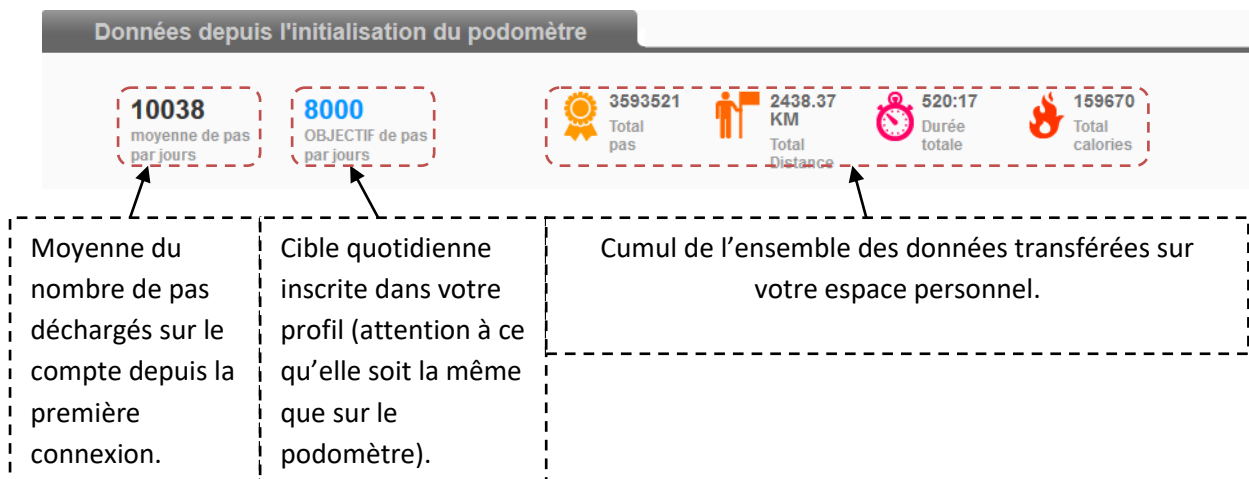 Données depuis l'initialisation du podomètre
10038
moyenne de pas
par jours
8000
OBJECTIF de pas
par jours
3593521
Total
pas
2438.37
KM
Total
Distance
520:17
Durée
totale
159670
Total
calories
Moyenne du
nombre de pas
déchargés sur le
compte depuis la
première
connexion.
Cible quotidienne
inscrite dans votre
profil (attention à ce
qu’elle soit la même
que sur le
podomètre).
Cumul de l’ensemble des données transférées sur
votre espace personnel.